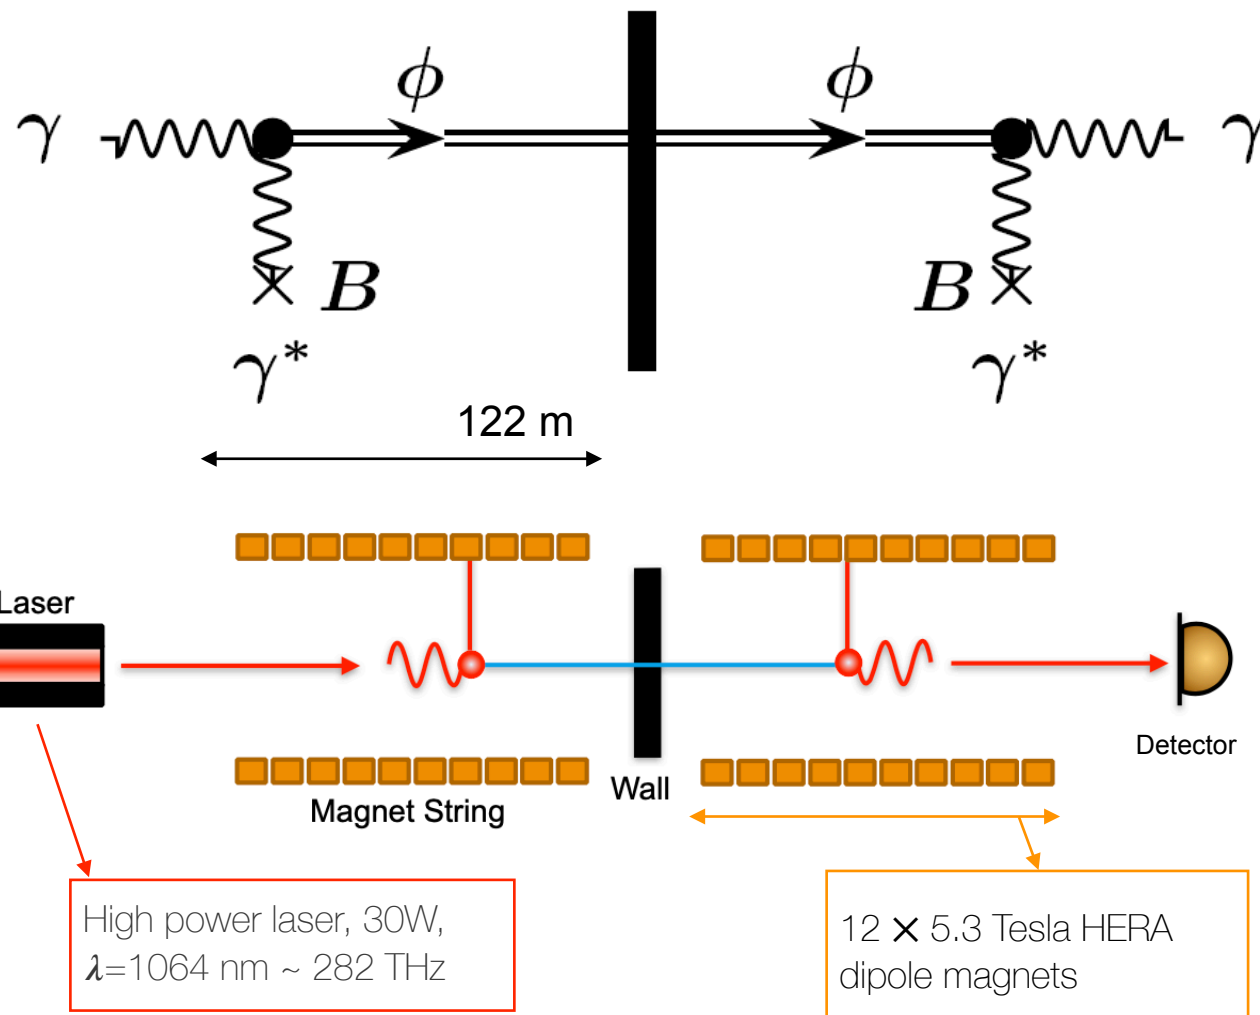 ϕ ϕ
γ γ
B B
γ* γ*
122 m
Laser
Detector
Wall
Magnet String
High power laser, 30W,
λ=1064 nm ~ 282 THz
12 × 5.3 Tesla HERA
dipole magnets